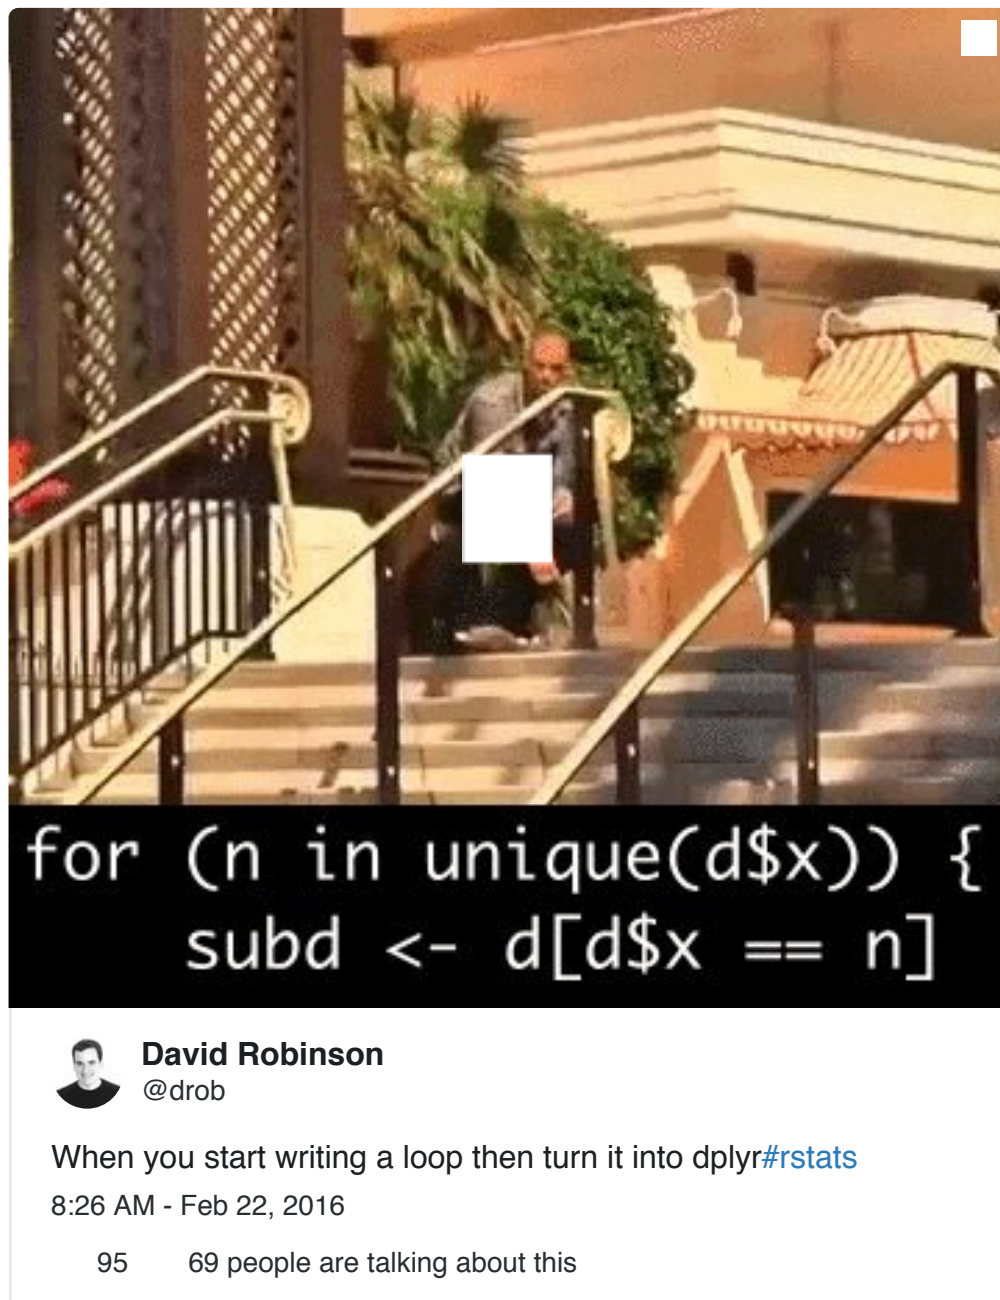 for (n in unique(d$x)) {
subd <- d[d$x == n]
David Robinson
@drob
When you start writing a loop then turn it into dplyr#rstats
8:26 AM - Feb 22, 2016
95 69 people are talking about this